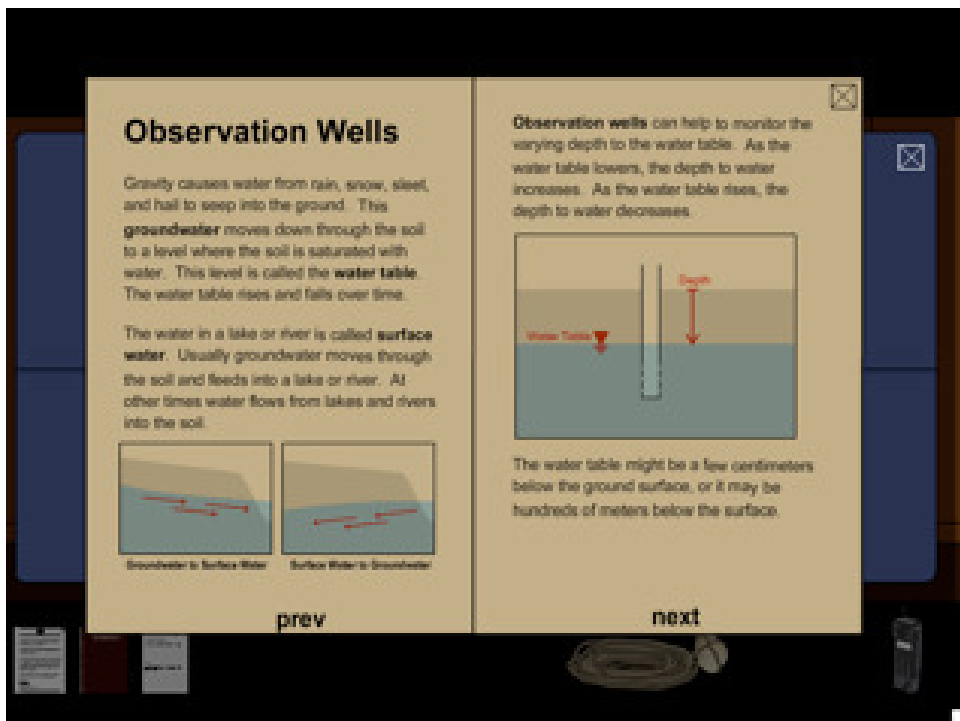 Observation Wells
Gravity causes water from rain, snow, sleet,
and hail to seep into the ground. This
groundwater moves down through the soil
to a level where the soil is saturated with
water. This level is called the water table.
The water table rises and falls over time.
The water in a lake or river is called surface
water. Usually groundwater moves through
the soil and feeds into a lake or river. At
other times water flows from lakes and rivers
into the soil.
Groundwater to Surface Water
Surface Water to Groundwater
prev
Observation wells can help to monitor the
varying depth to the water table. As the
water table lowers, the depth to water
increases. As the water table rises, the
depth to water decreases.
Depth
Water Table
The water table might be a few centimeters
below the ground surface, or it may be
hundreds of meters below the surface.
next